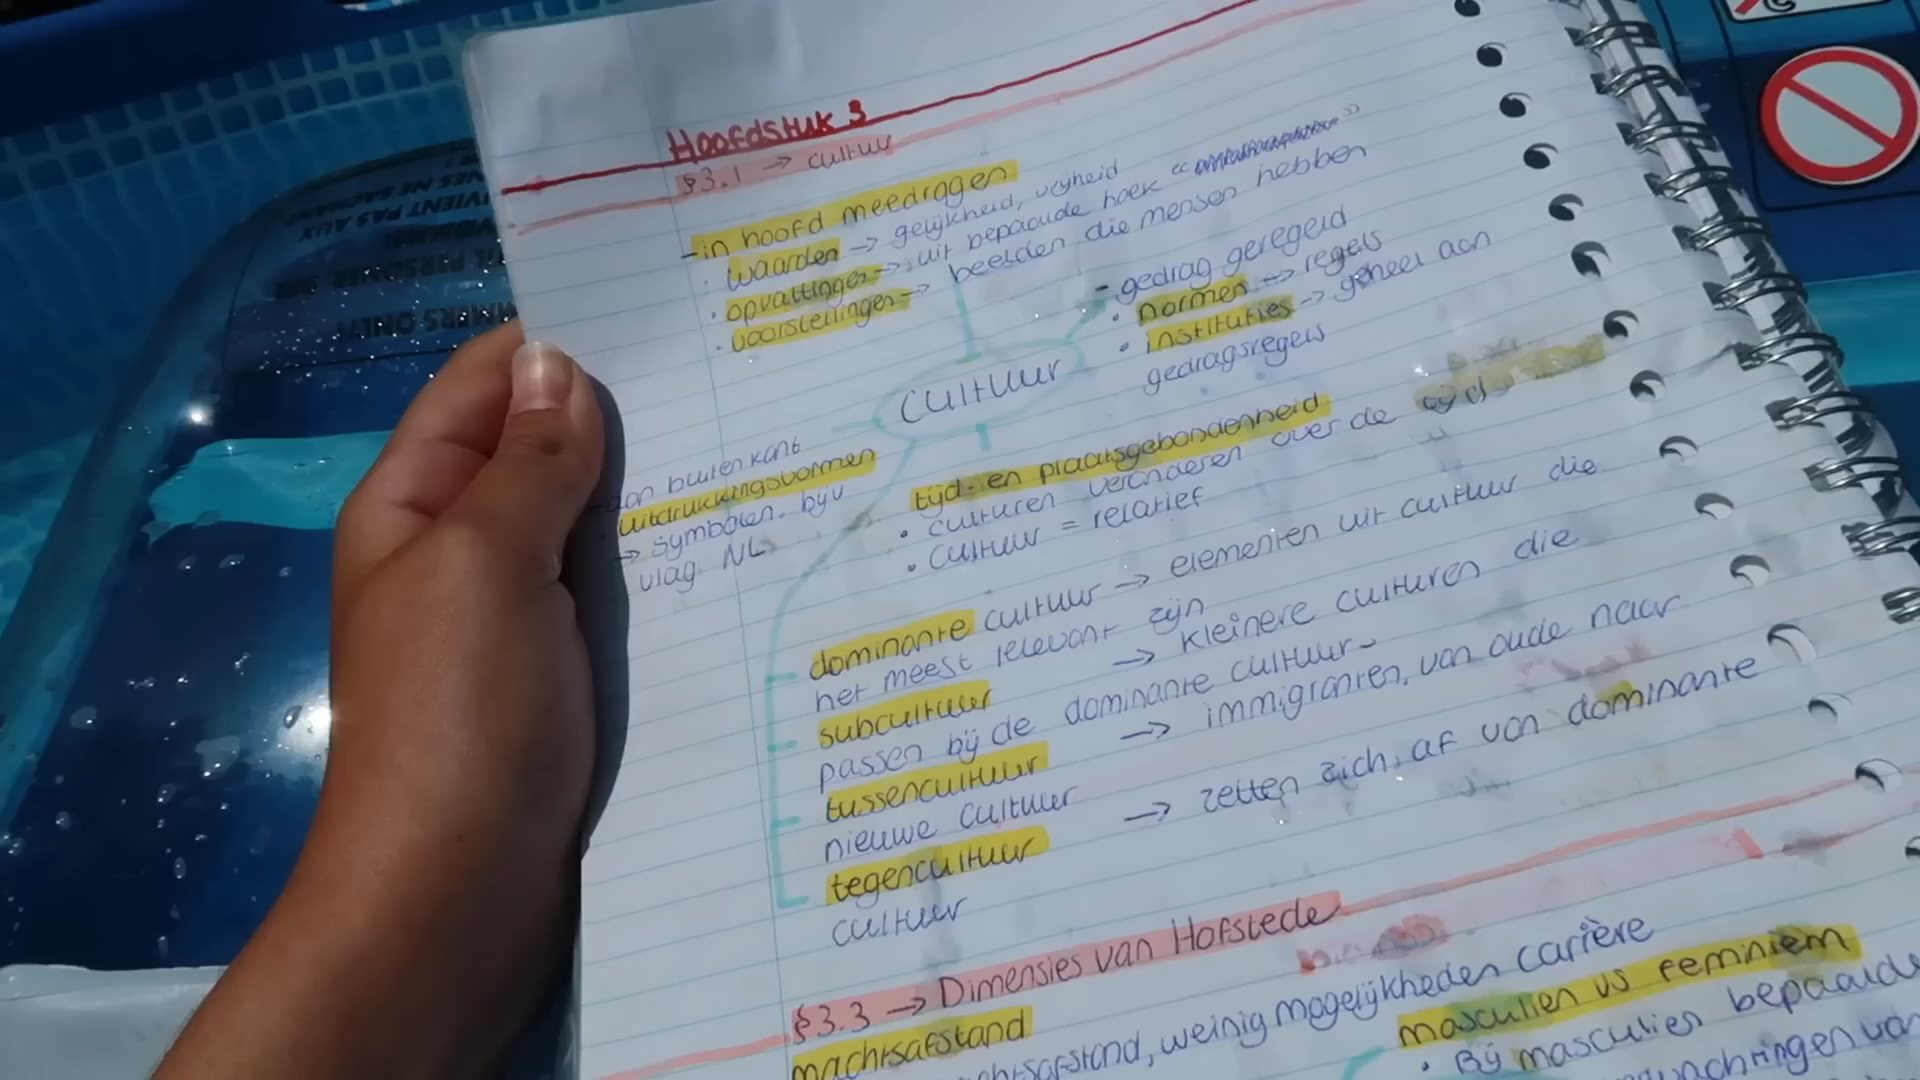 Hoofdstuk 3
§3.1 → cultuur
- in hoofd meedragen
· waarden → gelijkheid, vrijheid
· opvattingen → uit bepaalde hoek "
· voorstellingen → beelden die mensen hebben
- gedrag geregeld
· normen → regels
· instituties → geheel aan
gedragsregels
cultuur
aan buitenkant
· uitdrukkingsvormen
→ symbolen. bijv
vlag NL
tijd- en plaatsgebondenheid
· culturen veranderen over de tijd
· cultuur = relatief
dominante cultuur → elementen uit cultuur die
het meest relevant zijn
subcultuur → kleinere culturen die
passen bij de dominante cultuur
tussencultuur → immigranten, van oude naar
nieuwe cultuur
tegencultuur → zetten zich af van dominante
cultuur
§3.3 → Dimensies van Hofstede
machtsafstand
weinig mogelijkheden carière
masculien vs feminiem
· Bij masculien bepaalde